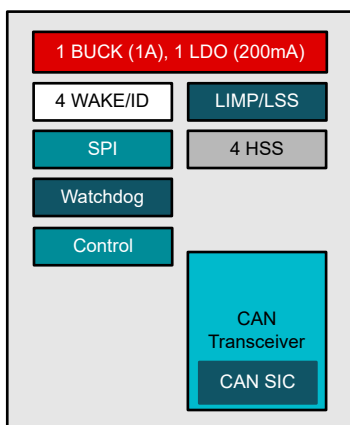 1 BUCK (1A), 1 LDO (200mA)
4 WAKE/ID
LIMP/LSS
SPI
4 HSS
Watchdog
Control
CAN
Transceiver
CAN SIC